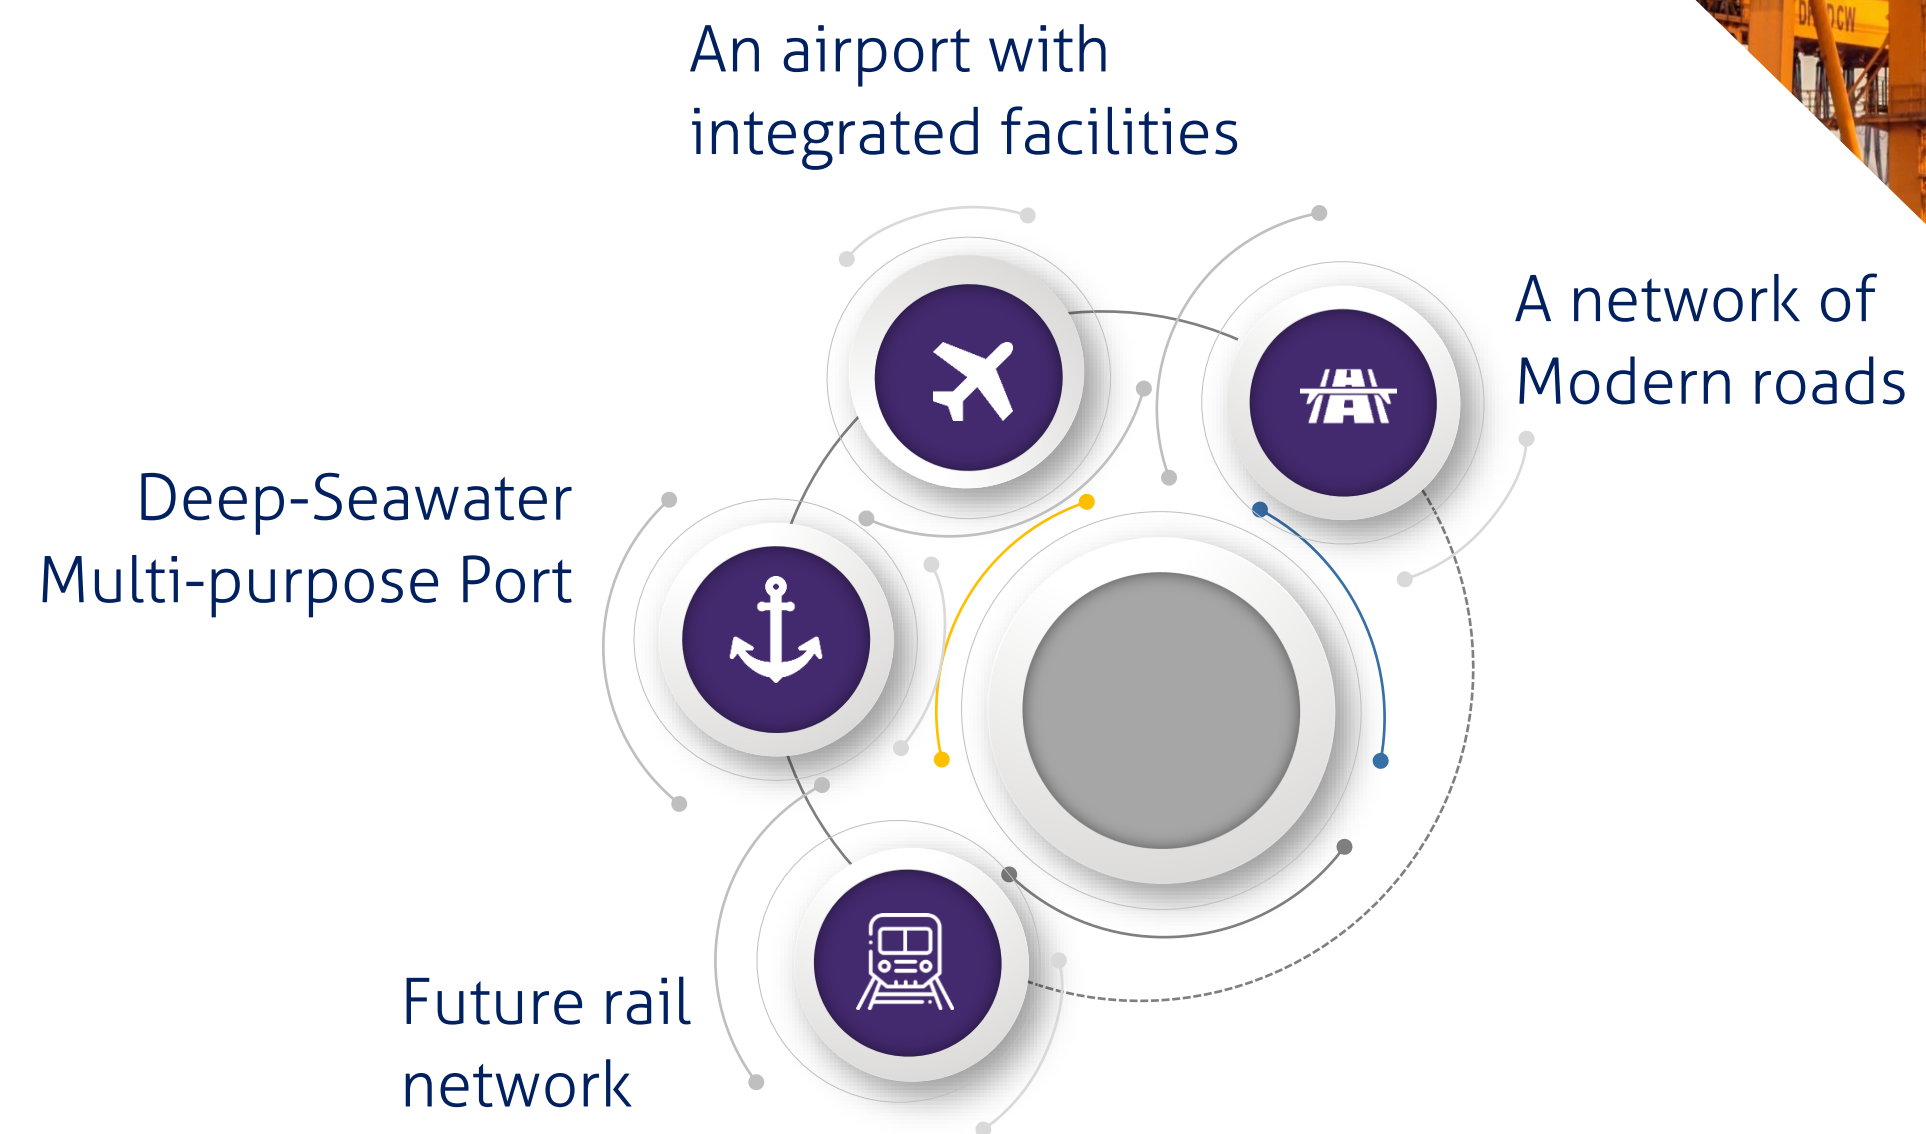 An airport with
integrated facilities
A network of
Modern roads
Deep-Seawater
Multi-purpose Port
Future rail
network